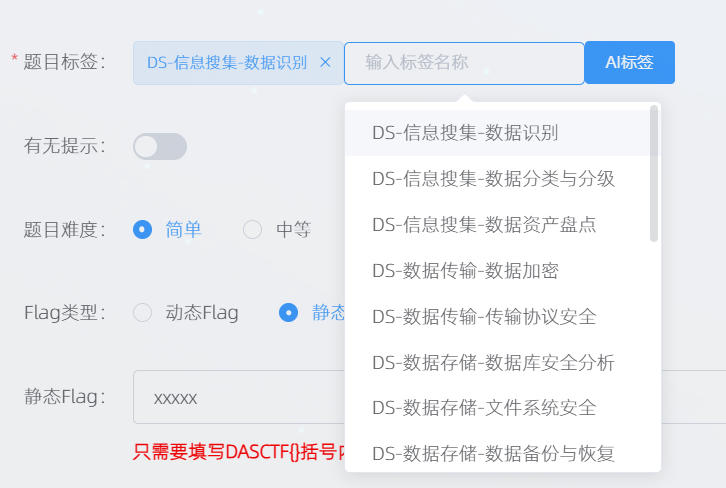 * 题目标签： DS-信息搜集-数据识别 × 输入标签名称 AI标签
DS-信息搜集-数据识别
有无提示：
DS-信息搜集-数据分类与分级
题目难度： 简单 中等
DS-信息搜集-数据资产盘点
DS-数据传输-数据加密
Flag类型： 动态Flag 静态
DS-数据传输-传输协议安全
DS-数据存储-数据库安全分析
静态Flag： xxxxx
DS-数据存储-文件系统安全
只需要填写DASCTF{}括号
DS-数据存储-数据备份与恢复